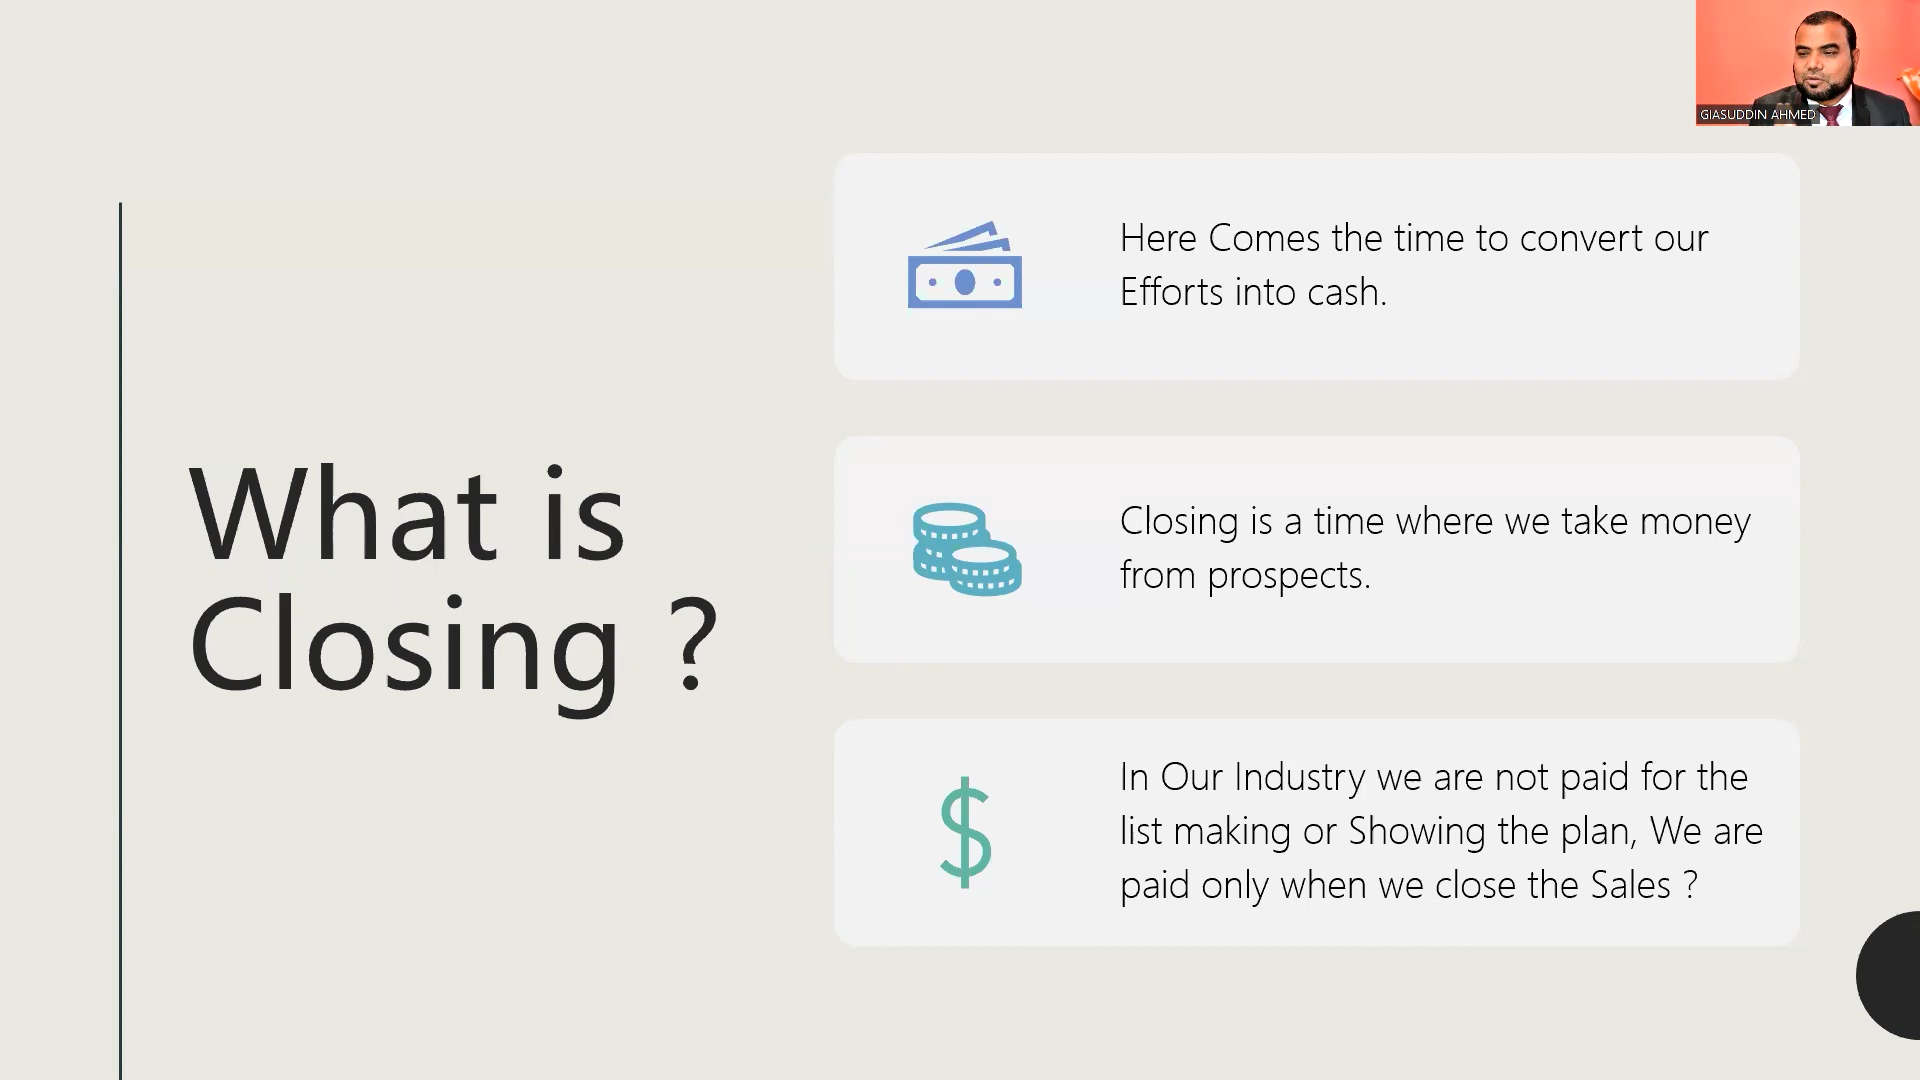 GIASUDDIN AHMED
What is
Closing ?
Here Comes the time to convert our
Efforts into cash.
Closing is a time where we take money
from prospects.
In Our Industry we are not paid for the
list making or Showing the plan, We are
paid only when we close the Sales ?